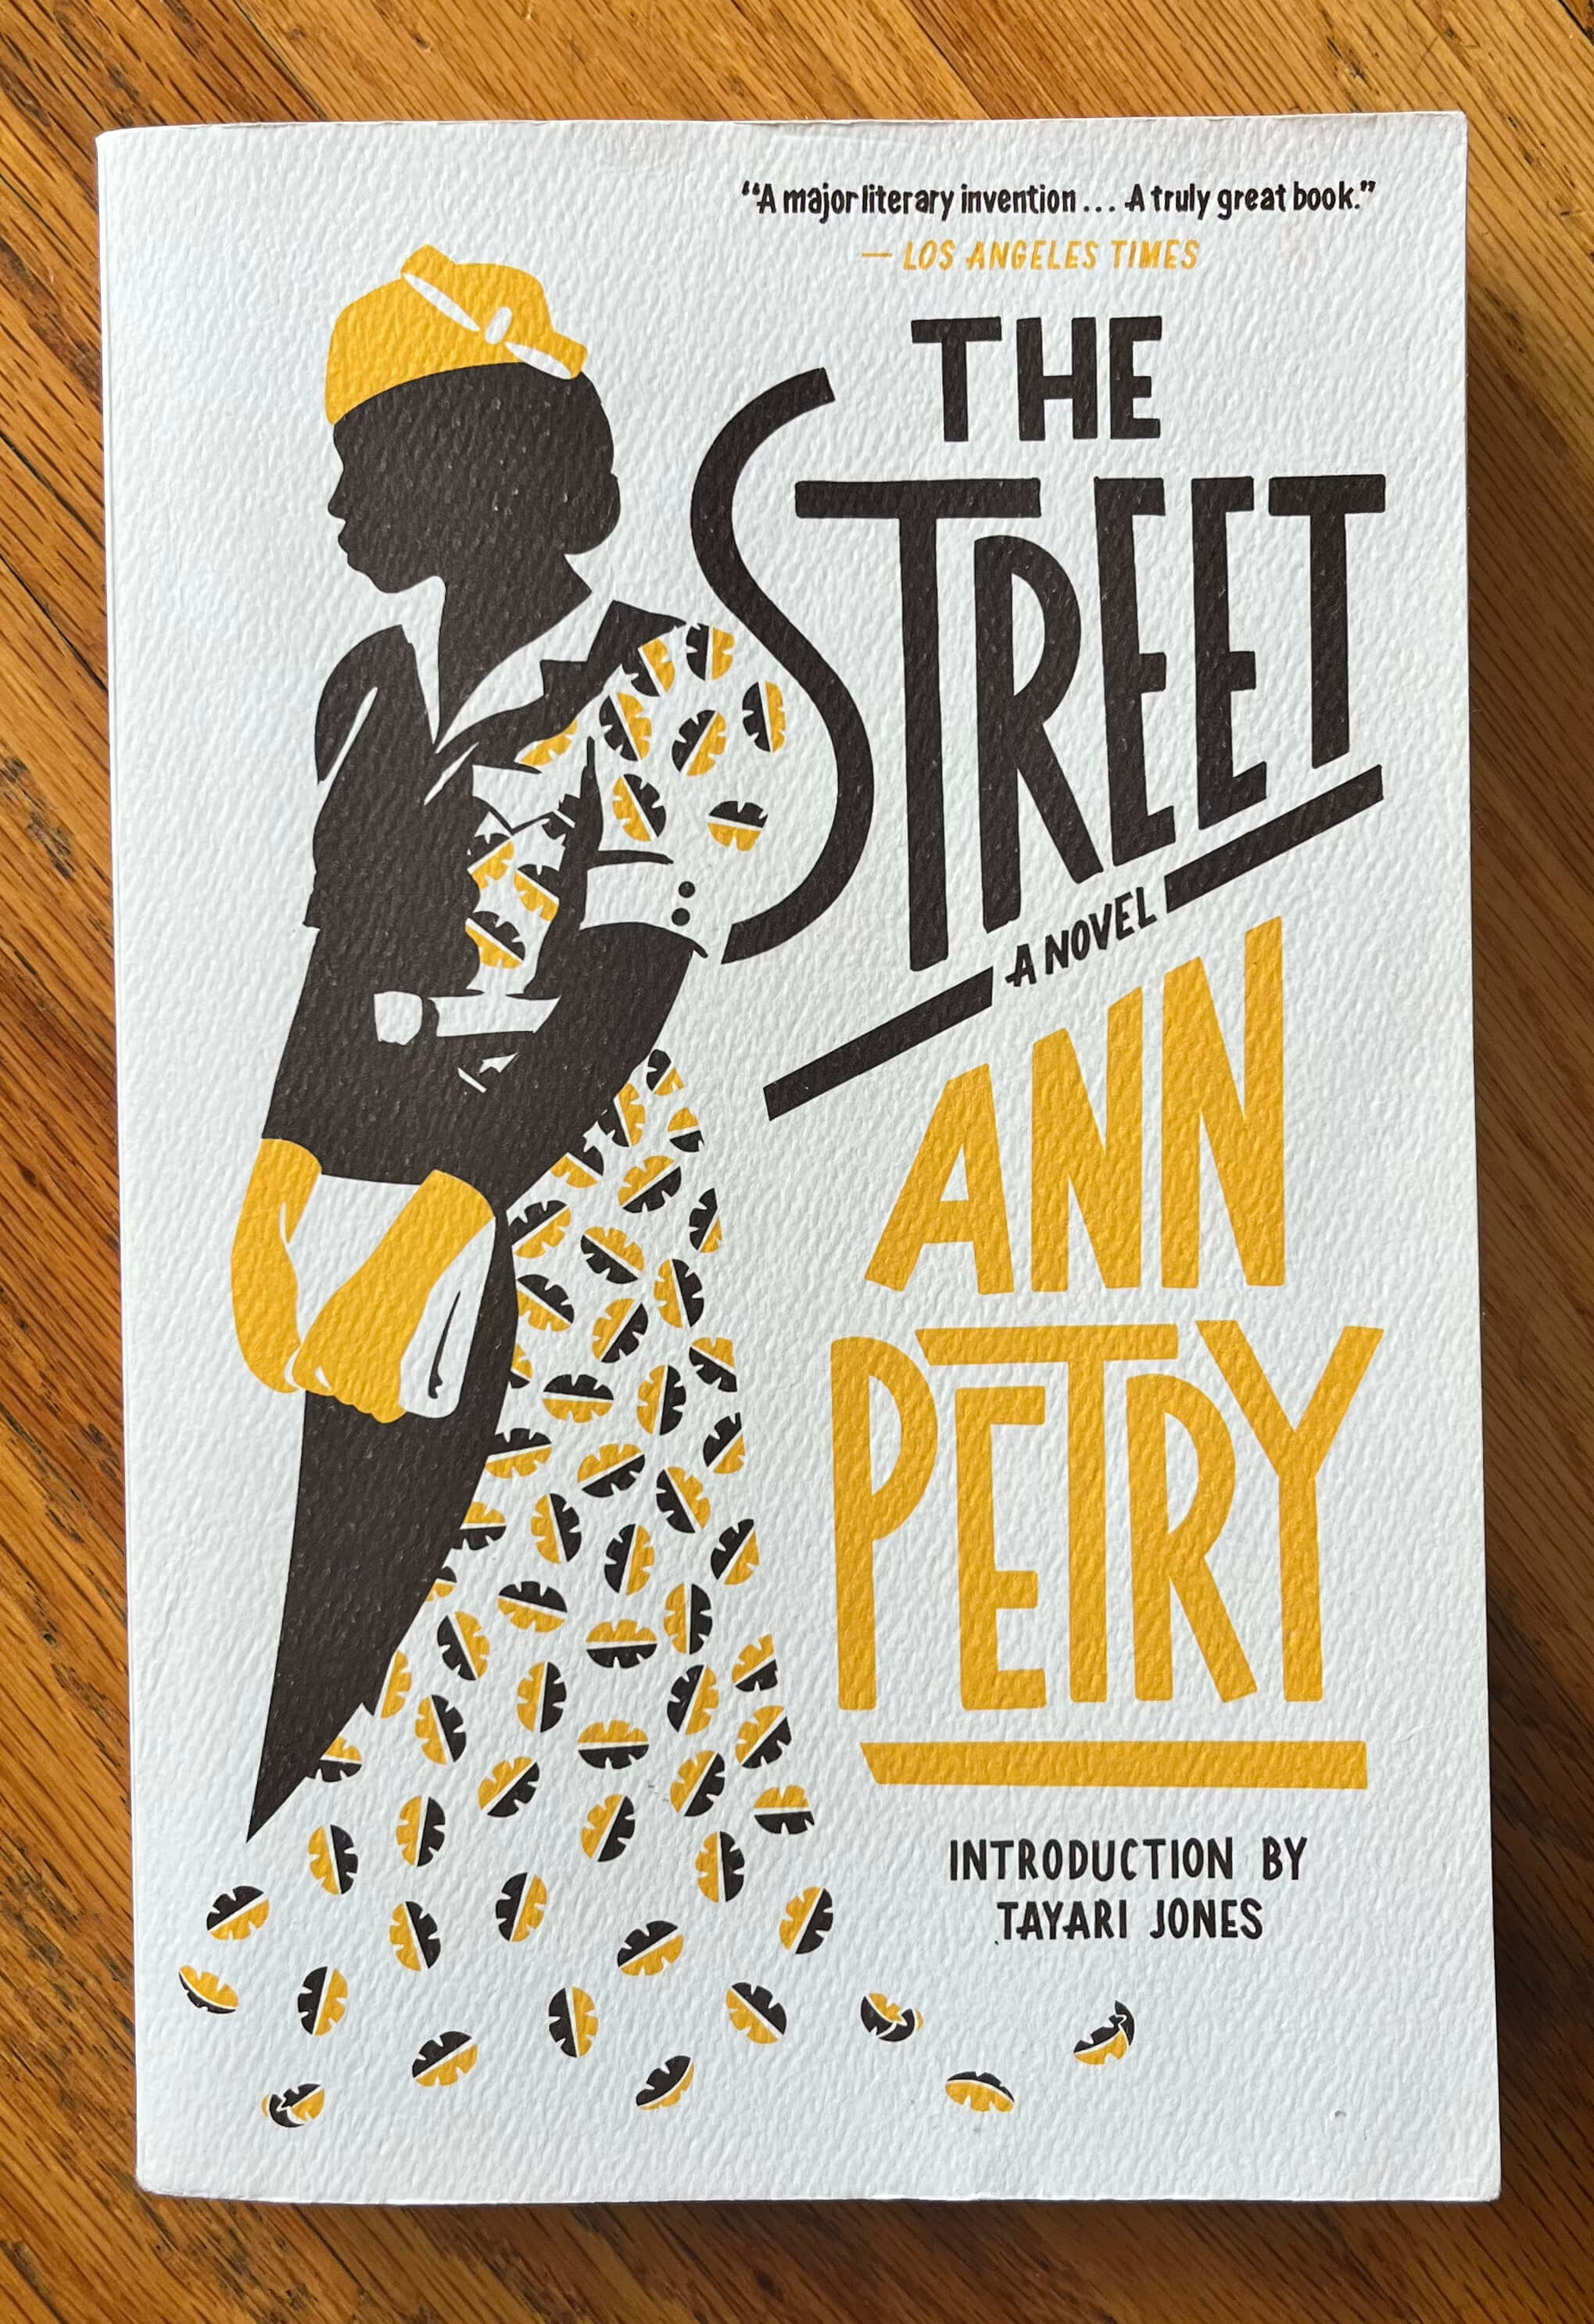 “A major literary invention . . . A truly great book.”
— LOS ANGELES TIMES
THE
STREET
A NOVEL
ANN
PETRY
INTRODUCTION BY
TAYARI JONES